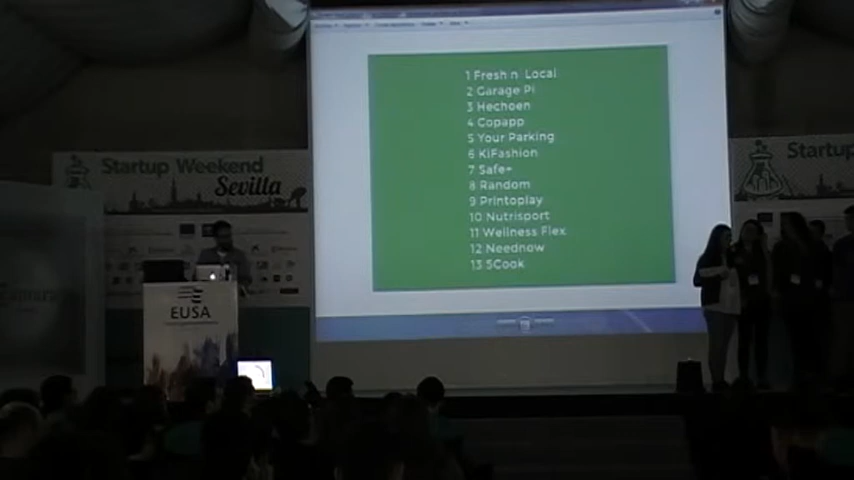 1 Fresh n´ Local
2 Garage Pi
3 Hechoen
4 Copapp
5 Your Parking
6 KiFashion
7 Safe+
8 Random
9 Printoplay
10 Nutrisport
11 Wellness Flex
12 Neednow
13 SCook
Startup Weekend
Sevilla
Startup
EUSA